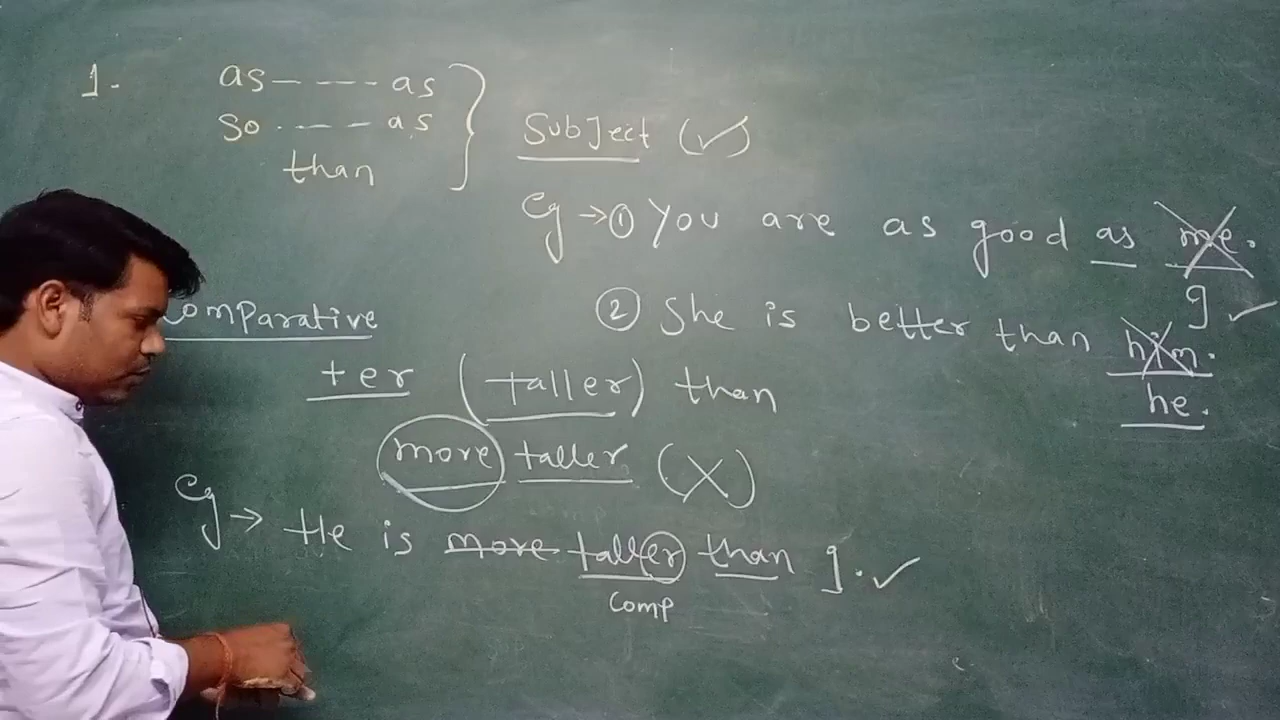 1. as - - - as
so - - - as
than
Subject (✓)
Eg → ① You are as good as me.
I ✓
② She is better than him.
he.
Comparative
+er (taller) than
more taller (X)
Eg → He is more taller than I. ✓
Comp